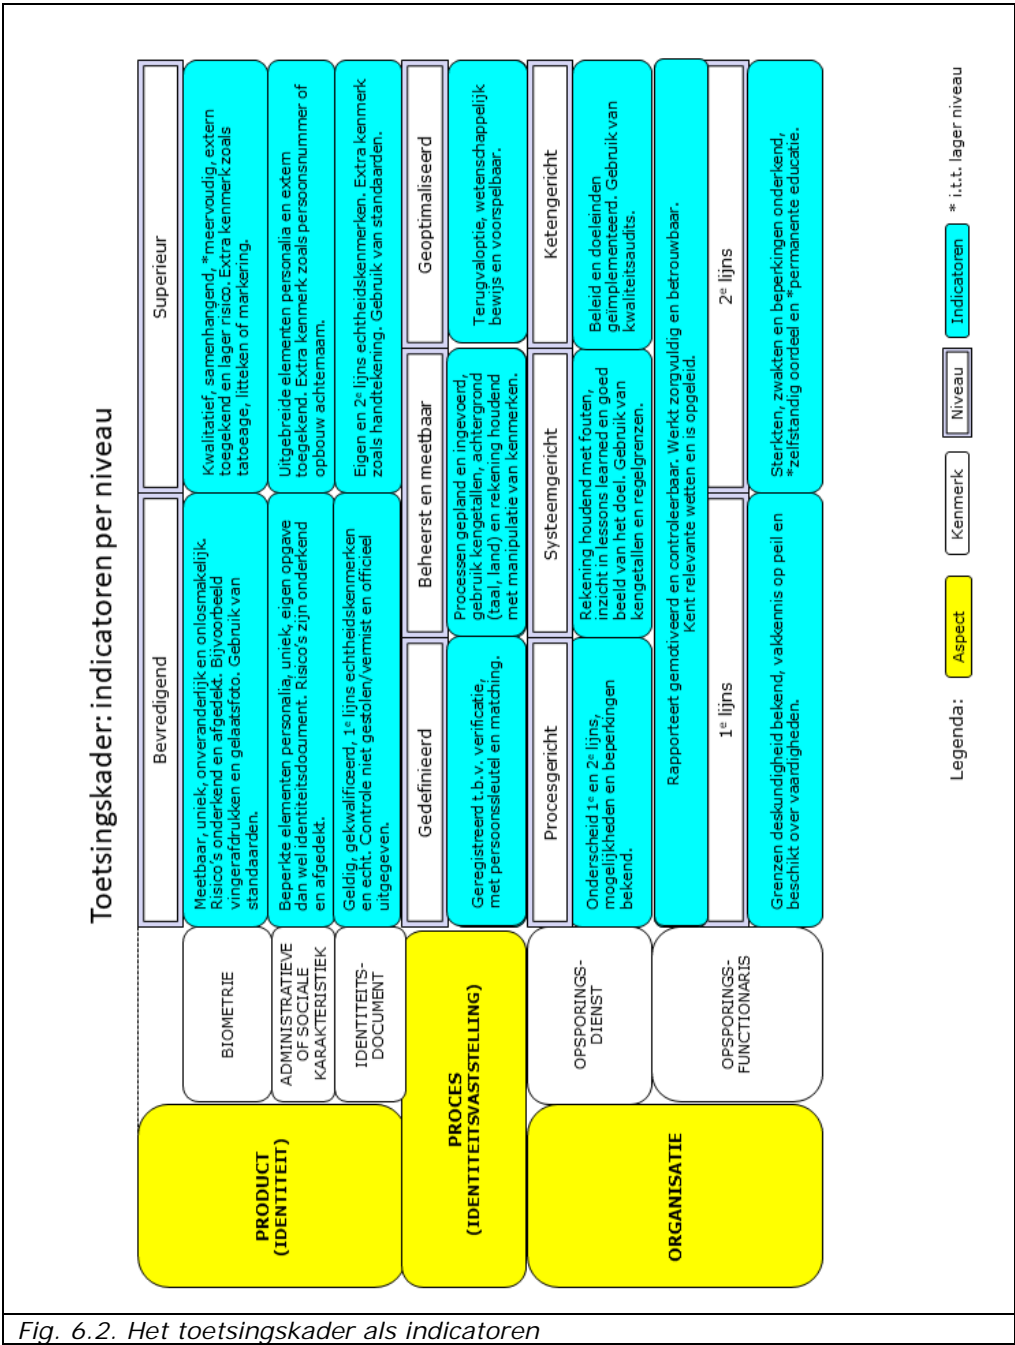 Toetsingskader: indicatoren per niveau
Bevredigend
Superieur
PRODUCT
(IDENTITEIT)
BIOMETRIE
Meetbaar, uniek, onveranderlijk en onlosmakelijk.
Risico's onderkend en afgedekt. Bijvoorbeeld
vingerafdrukken en gelaatsfoto. Gebruik van
standaarden.
Kwalitatief, samenhangend, *meervoudig, extern
toegekend en lager risico. Extra kenmerk zoals
tatoeage, litteken of markering.
ADMINISTRATIEVE
OF SOCIALE
KARAKTERISTIEK
Beperkte elementen personalia, uniek, eigen opgave
dan wel identiteitsdocument. Risico's zijn onderkend
en afgedekt.
Uitgebreide elementen personalia en extern
toegekend. Extra kenmerk zoals persoonsnummer of
opbouw achternaam.
IDENTITEITS-
DOCUMENT
Geldig, gekwalificeerd, 1e lijns echtheidskenmerken
en echt. Controle niet gestolen/vermist en officieel
uitgegeven.
Eigen en 2e lijns echtheidskenmerken. Extra kenmerk
zoals handtekening. Gebruik van standaarden.
PROCES
(IDENTITEITSVASTSTELLING)
Gedefinieerd
Beheerst en meetbaar
Geoptimaliseerd
Geregistreerd t.b.v. verificatie,
met persoonssleutel en matching.
Processen gepland en ingevoerd,
gebruik kengetallen, achtergrond
(taal, land) en rekening houdend
met manipulatie van kenmerken.
Terugvaloptie, wetenschappelijk
bewijs en voorspelbaar.
ORGANISATIE
Procesgericht
Systeemgericht
Ketengericht
OPSPORINGS-
DIENST
Onderscheid 1e en 2e lijns,
mogelijkheden en beperkingen
bekend.
Rekening houdend met fouten,
inzicht in lessons learned en goed
beeld van het doel. Gebruik van
kengetallen en regelgrenzen.
Beleid en doeleinden
geïmplementeerd. Gebruik van
kwaliteitsaudits.
OPSPORINGS-
FUNCTIONARIS
Rapporteert gemotiveerd en controleerbaar. Werkt zorgvuldig en betrouwbaar.
Kent relevante wetten en is opgeleid.
1e lijns
2e lijns
Grenzen deskundigheid bekend, vakkennis op peil en
beschikt over vaardigheden.
Sterkten, zwakten en beperkingen onderkend,
*zelfstandig oordeel en *permanente educatie.
Legenda:
Aspect
Kenmerk
Niveau
Indicatoren
* i.t.t. lager niveau
Fig. 6.2. Het toetsingskader als indicatoren